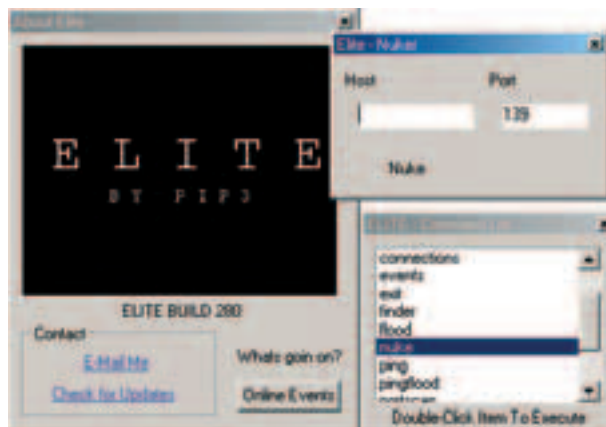 About Elite
E L I T E
BY PIP3
ELITE BUILD 280
Contact
E-Mail Me
Check for Updates
Whats goin on?
Online Events
Elite - Nuker
Host
Port
139
Nuke
connections
events
exit
finder
flood
nuke
ping
pingflood
Double-Click Item To Execute